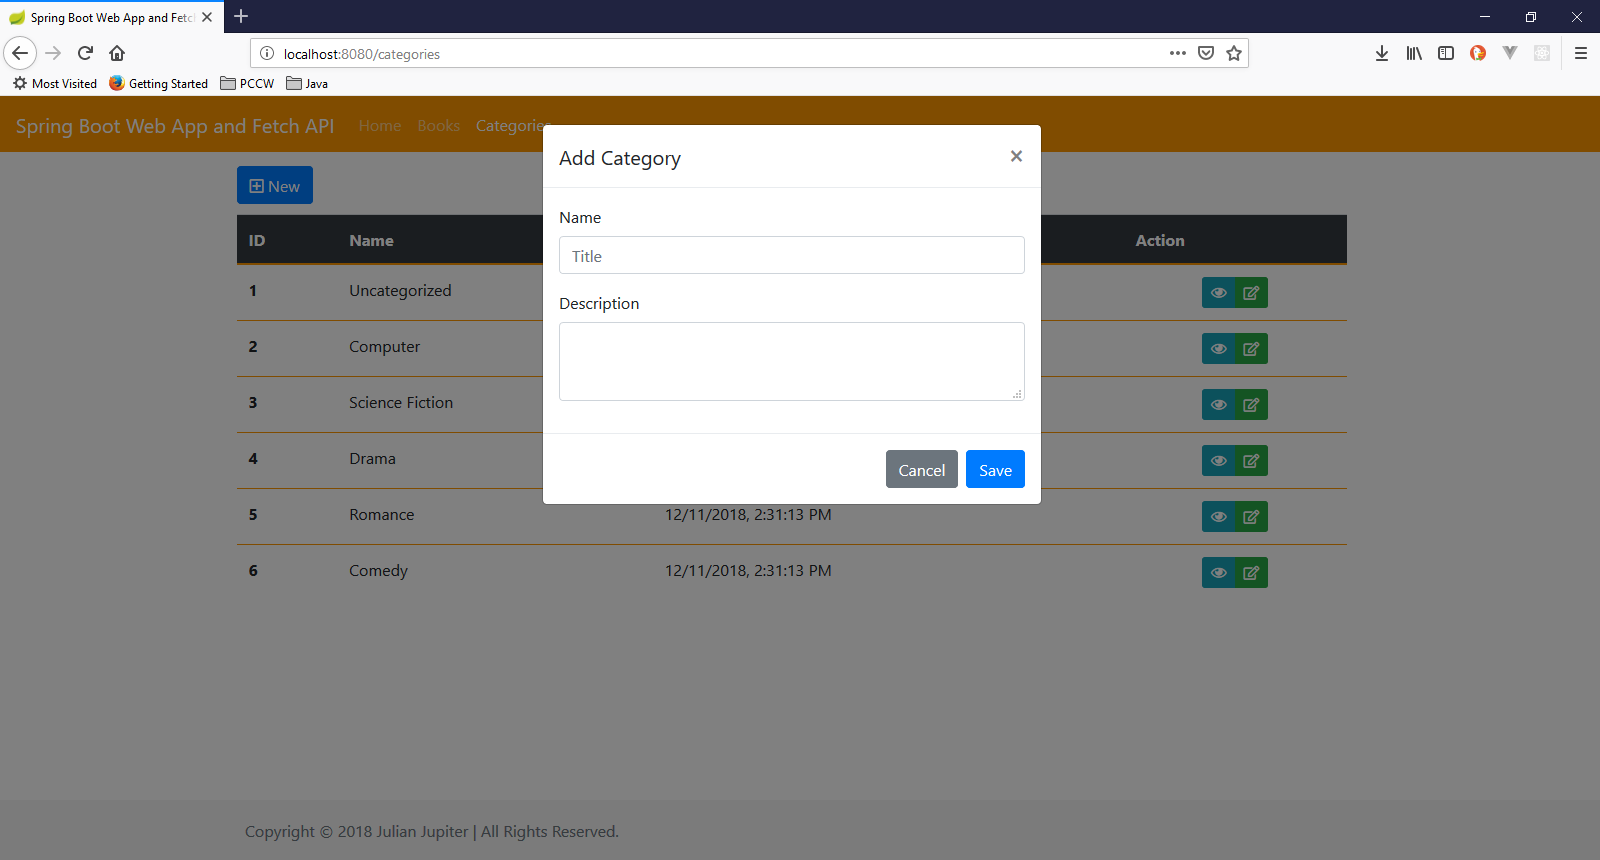 Spring Boot Web App and Fetc
localhost:8080/categories
Most Visited Getting Started PCCW Java
Spring Boot Web App and Fetch API Home Books Categories
Add Category ×
New
Name
ID Name Action
Title
1 Uncategorized
Description
2 Computer
3 Science Fiction
4 Drama
Cancel Save
5 Romance 12/11/2018, 2:31:13 PM
6 Comedy 12/11/2018, 2:31:13 PM
Copyright © 2018 Julian Jupiter | All Rights Reserved.